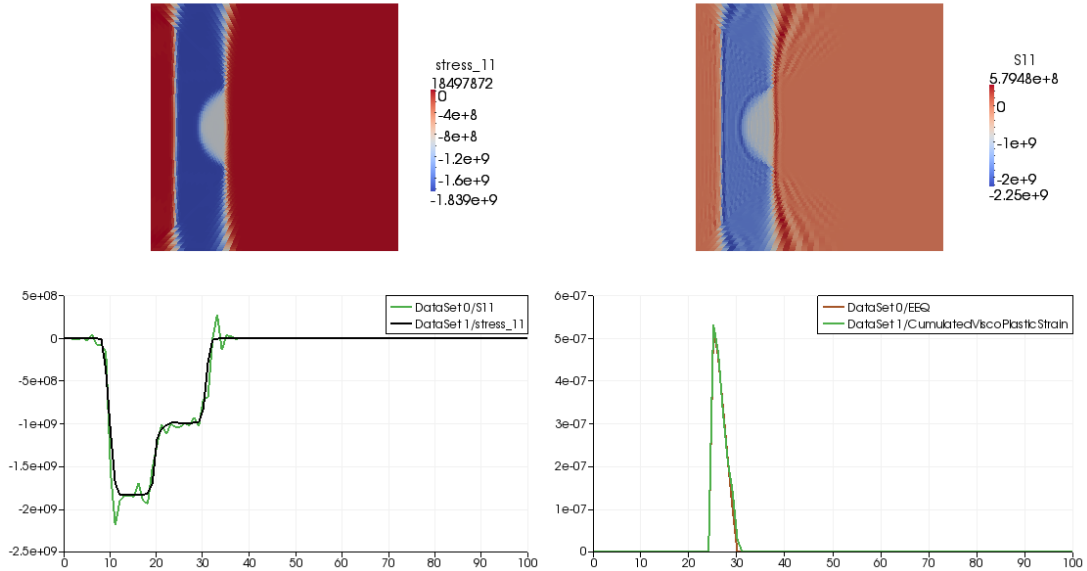 stress_11
18497872
0
-4e+8
-8e+8
-1.2e+9
-1.6e+9
-1.839e+9
S11
5.7948e+8
0
-1e+9
-2e+9
-2.25e+9
5e+08
0
-5e+08
-1e+09
-1.5e+09
-2e+09
-2.5e+09
0 10 20 30 40 50 60 70 80 90 100
DataSet 0/S11
DataSet 1/stress_11
6e-07
5e-07
4e-07
3e-07
2e-07
1e-07
0
0 10 20 30 40 50 60 70 80 90 100
DataSet 0/EEQ
DataSet 1/CumulatedViscoPlasticStrain